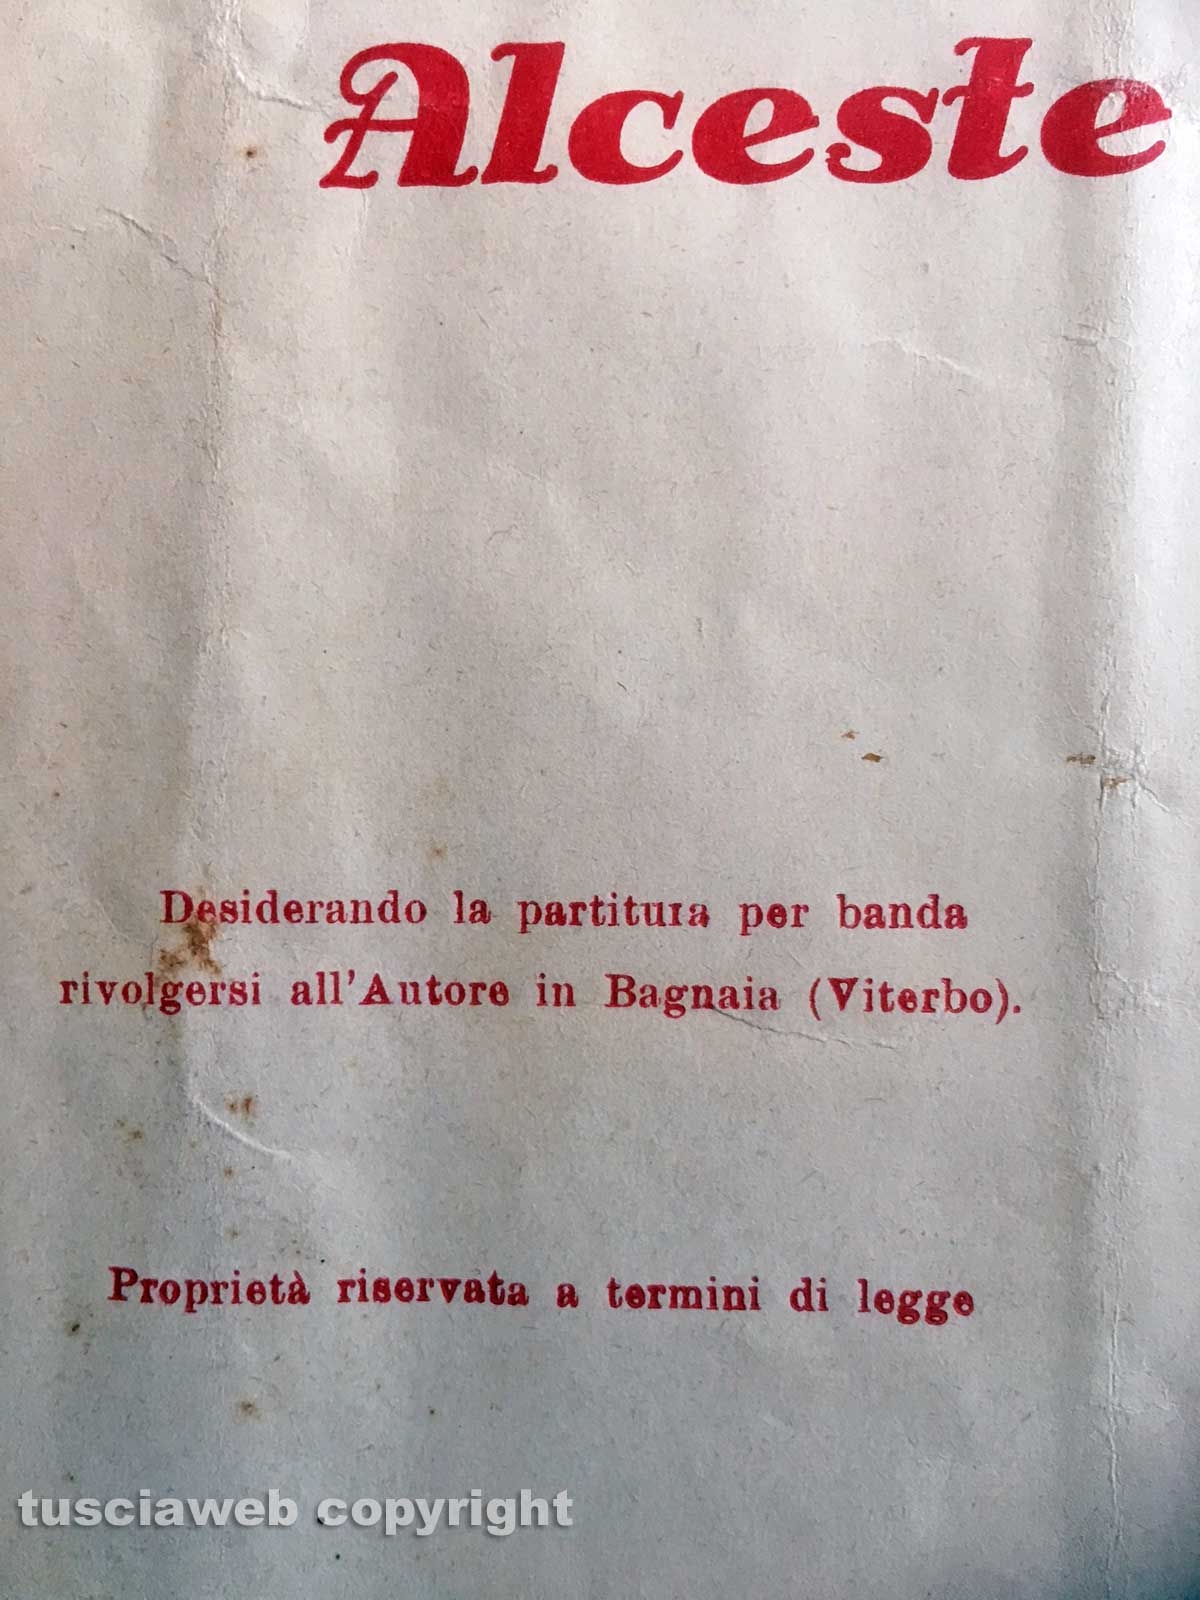 Alceste
Desiderando la partitura per banda
rivolgersi all'Autore in Bagnaia (Viterbo).
Proprietà riservata a termini di legge
tusciaweb copyright